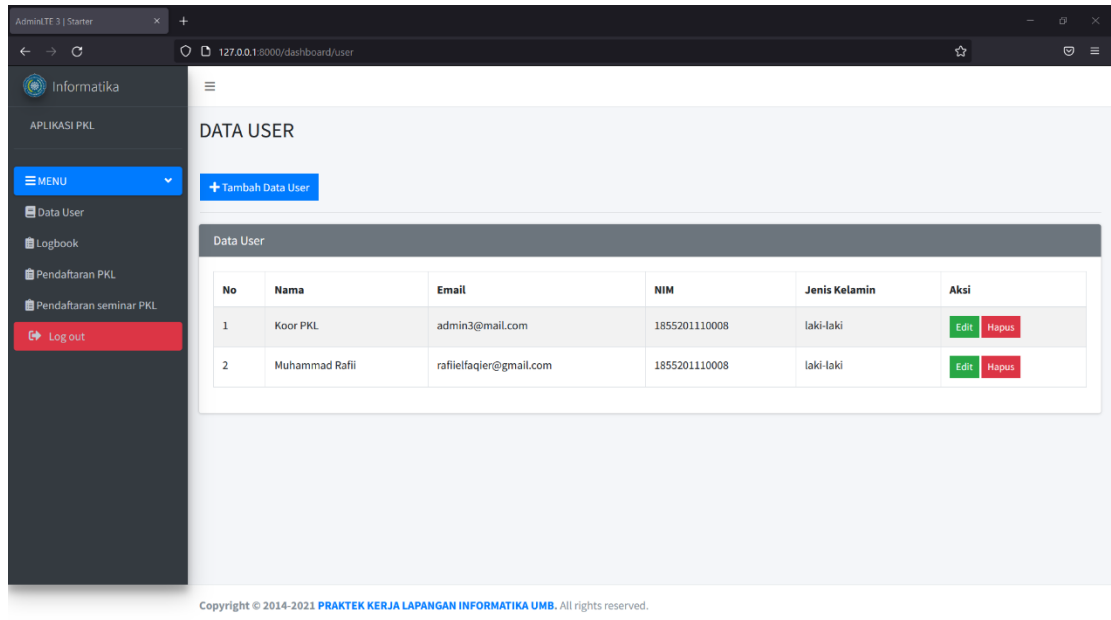 AdminLTE 3 | Starter
127.0.0.1:8000/dashboard/user
Informatika
APLIKASI PKL
MENU
Data User
Logbook
Pendaftaran PKL
Pendaftaran seminar PKL
Log out
DATA USER
Tambah Data User
Data User
No Nama Email NIM Jenis Kelamin Aksi
1 Koor PKL admin3@mail.com 1855201110008 laki-laki Edit Hapus
2 Muhammad Rafii rafiielfaqier@gmail.com 1855201110008 laki-laki Edit Hapus
Copyright © 2014-2021 PRAKTEK KERJA LAPANGAN INFORMATIKA UMB. All rights reserved.